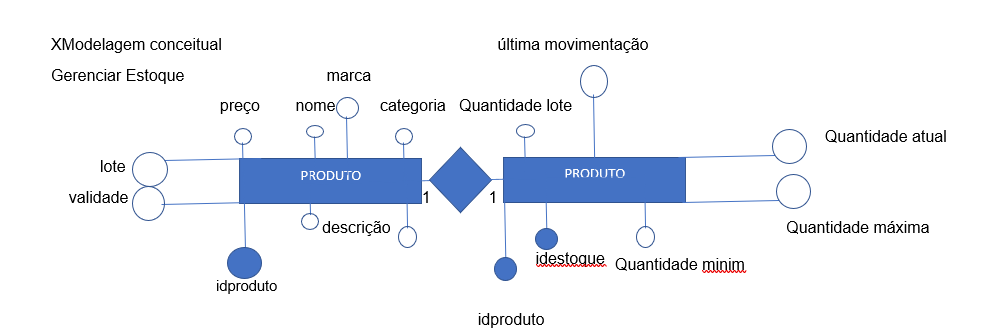 XModelagem conceitual
última movimentação
Gerenciar Estoque
marca
preço
nome
categoria
Quantidade lote
Quantidade atual
lote
PRODUTO
PRODUTO
validade
1
1
descrição
Quantidade máxima
idestoque
Quantidade minim
idproduto
idproduto